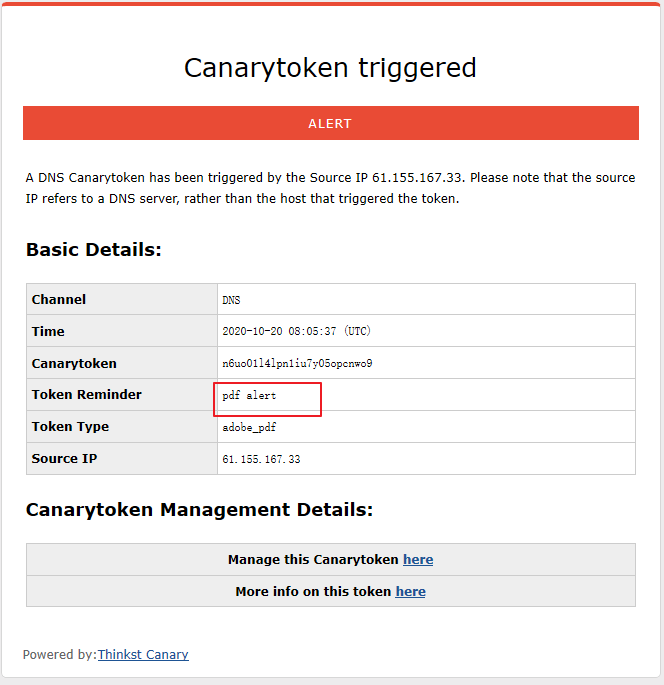 Canarytoken triggered
ALERT
A DNS Canarytoken has been triggered by the Source IP 61.155.167.33. Please note that the source
IP refers to a DNS server, rather than the host that triggered the token.
Basic Details:
Channel DNS
Time 2020-10-20 08:05:37 (UTC)
Canarytoken n6uo01l4lpn1iu7y05opcnwo9
Token Reminder pdf alert
Token Type adobe_pdf
Source IP 61.155.167.33
Canarytoken Management Details:
Manage this Canarytoken here
More info on this token here
Powered by:Thinkst Canary